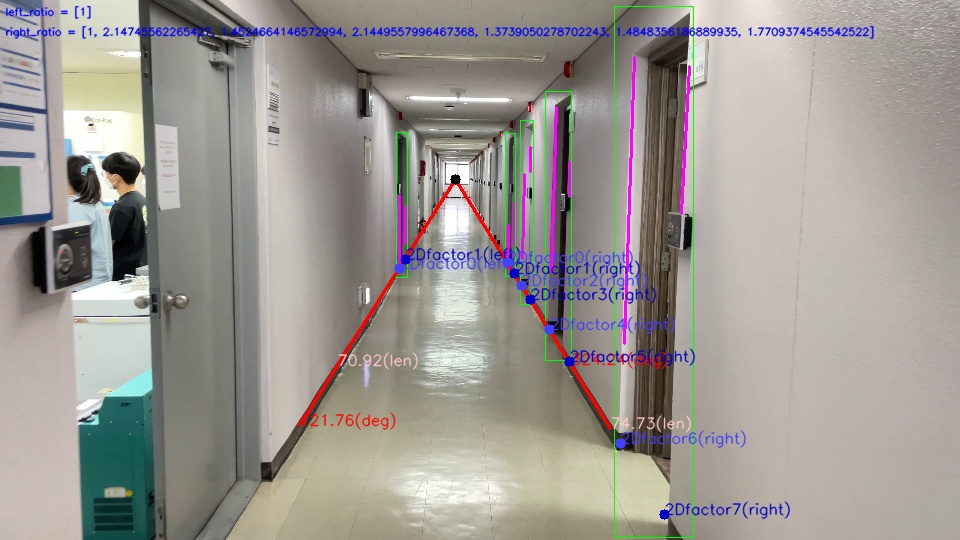 left_ratio = [1]
right_ratio = [1, 2.14745562265427, 1.4524664146572994, 2.1449557996467368, 1.3739050278702243, 1.4848356186889935, 1.7709374545542522]
2Dfactor1(left)
2Dfactor0(left)
2Dfactor0(right)
2Dfactor1(right)
2Dfactor2(right)
2Dfactor3(right)
2Dfactor4(right)
2Dfactor5(right)
70.92(len)
121.76(deg)
74.73(len)
2Dfactor6(right)
2Dfactor7(right)